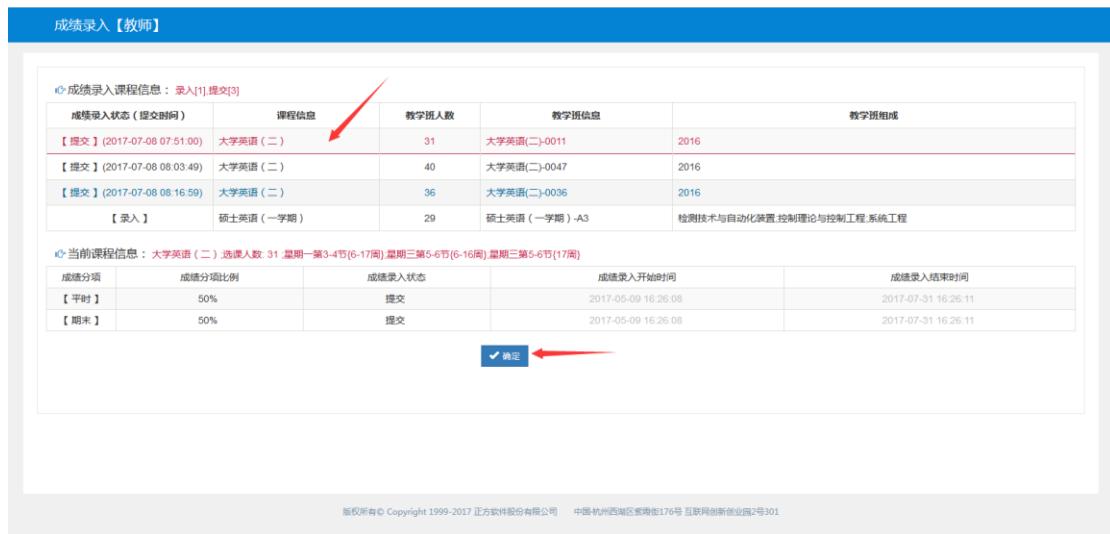 成绩录入【教师】
成绩录入课程信息： 录入[1],提交[3]
成绩录入状态（提交时间） 课程信息 教学班人数 教学班信息 教学班组成
【 提交 】(2017-07-08 07:51:00) 大学英语（二） 31 大学英语(二)-0011 2016
【 提交 】(2017-07-08 08:03:49) 大学英语（二） 40 大学英语(二)-0047 2016
【 提交 】(2017-07-08 08:16:59) 大学英语（二） 36 大学英语(二)-0036 2016
【 录入 】 硕士英语（一学期） 29 硕士英语（一学期）-A3 检测技术与自动化装置;控制理论与控制工程;系统工程
当前课程信息： 大学英语（二）;选课人数: 31 ;星期一第3-4节{6-17周};星期三第5-6节{6-16周};星期三第5-6节{17周}
成绩分项 成绩分项比例 成绩录入状态 成绩录入开始时间 成绩录入结束时间
【 平时 】 50% 提交 2017-05-09 16:26:08 2017-07-31 16:26:11
【 期末 】 50% 提交 2017-05-09 16:26:08 2017-07-31 16:26:11
确定
版权所有© Copyright 1999-2017 正方软件股份有限公司 中国·杭州西湖区紫霞街176号 互联网创新创业园2号301